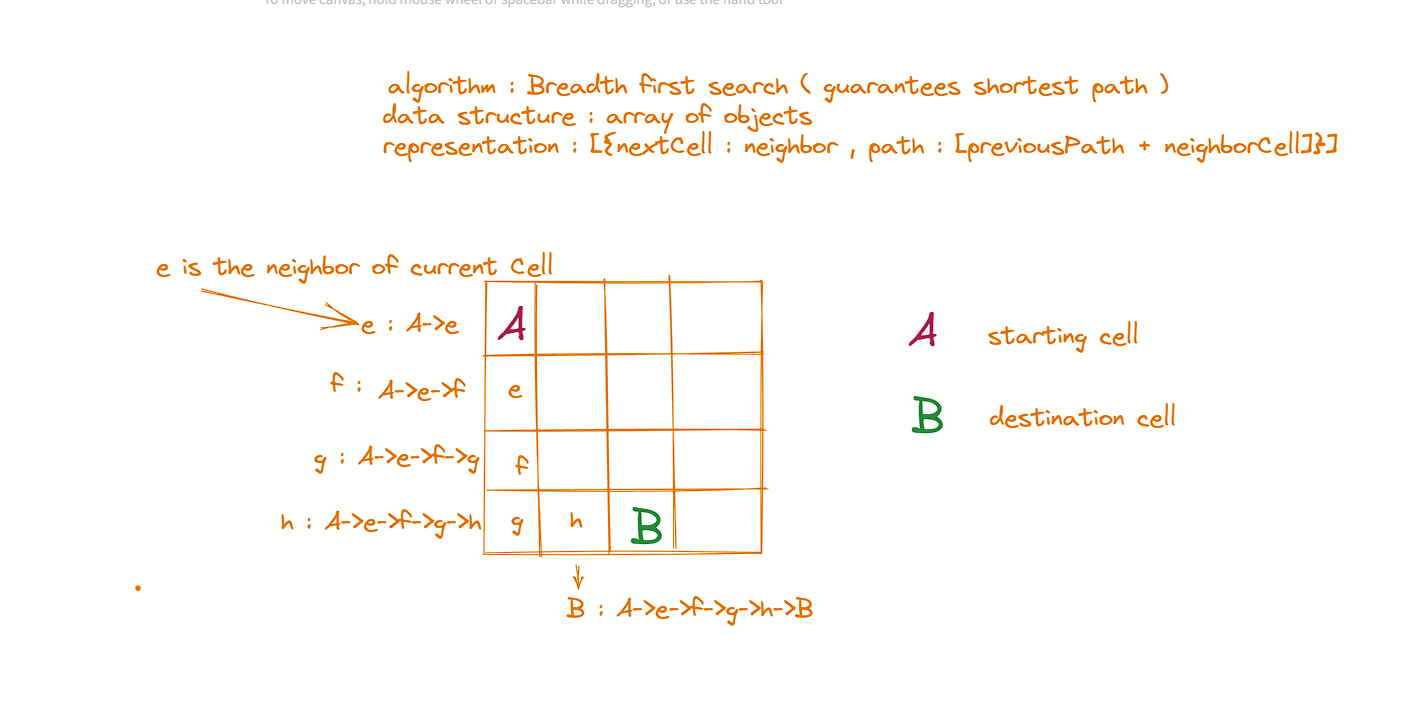 To move canvas, hold mouse wheel or spacebar while dragging, or use the hand tool
algorithm : Breadth first search ( guarantees shortest path )
data structure : array of objects
representation : [{nextCell : neighbor , path : [previousPath + neighborCell]}]
e is the neighbor of current Cell
e : A->e
A
A starting cell
f : A->e->f
e
B destination cell
g : A->e->f->g
f
h : A->e->f->g->h
g h B
B : A->e->f->g->h->B